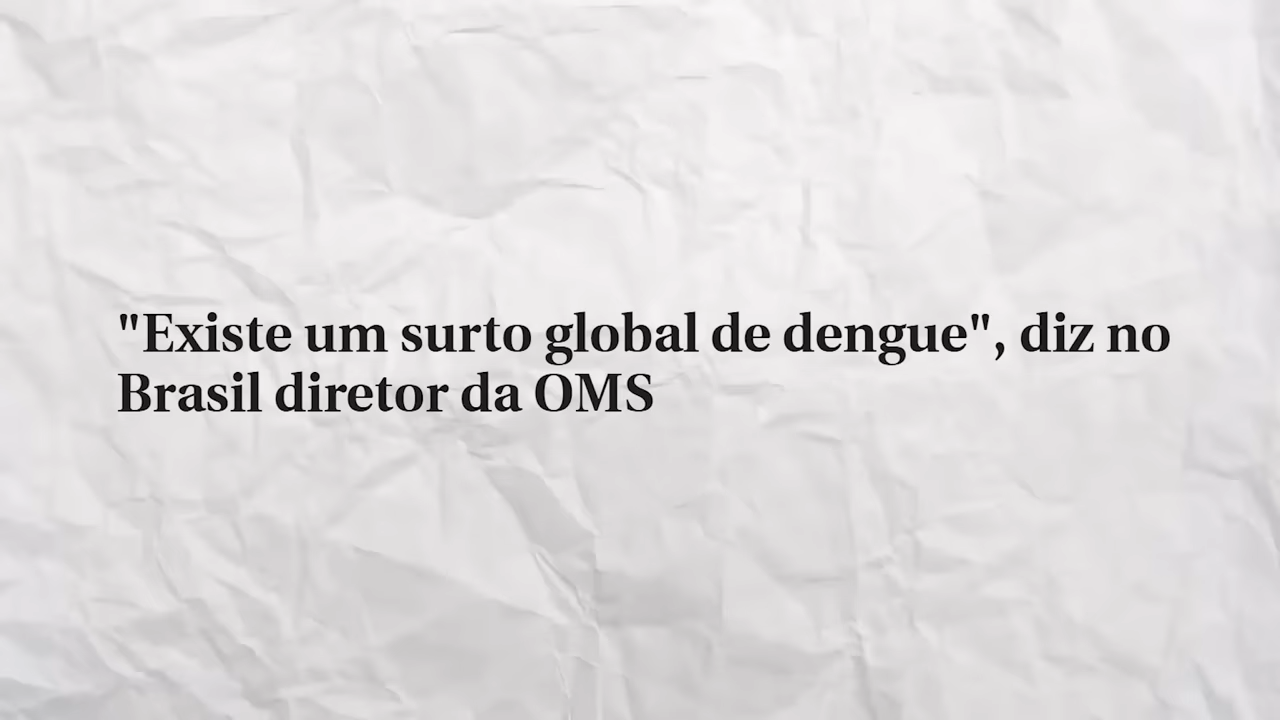 "Existe um surto global de dengue", diz no
Brasil diretor da OMS